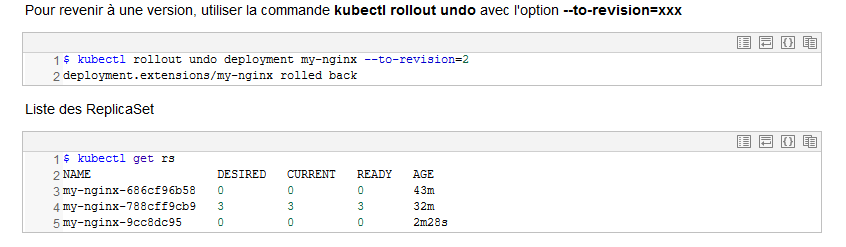 Pour revenir à une version, utiliser la commande kubectl rollout undo avec l'option --to-revision=xxx
1 $ kubectl rollout undo deployment my-nginx --to-revision=2
2 deployment.extensions/my-nginx rolled back
Liste des ReplicaSet
1 $ kubectl get rs
2 NAME DESIRED CURRENT READY AGE
3 my-nginx-686cf96b58 0 0 0 43m
4 my-nginx-788cff9cb9 3 3 3 32m
5 my-nginx-9cc8dc95 0 0 0 2m28s